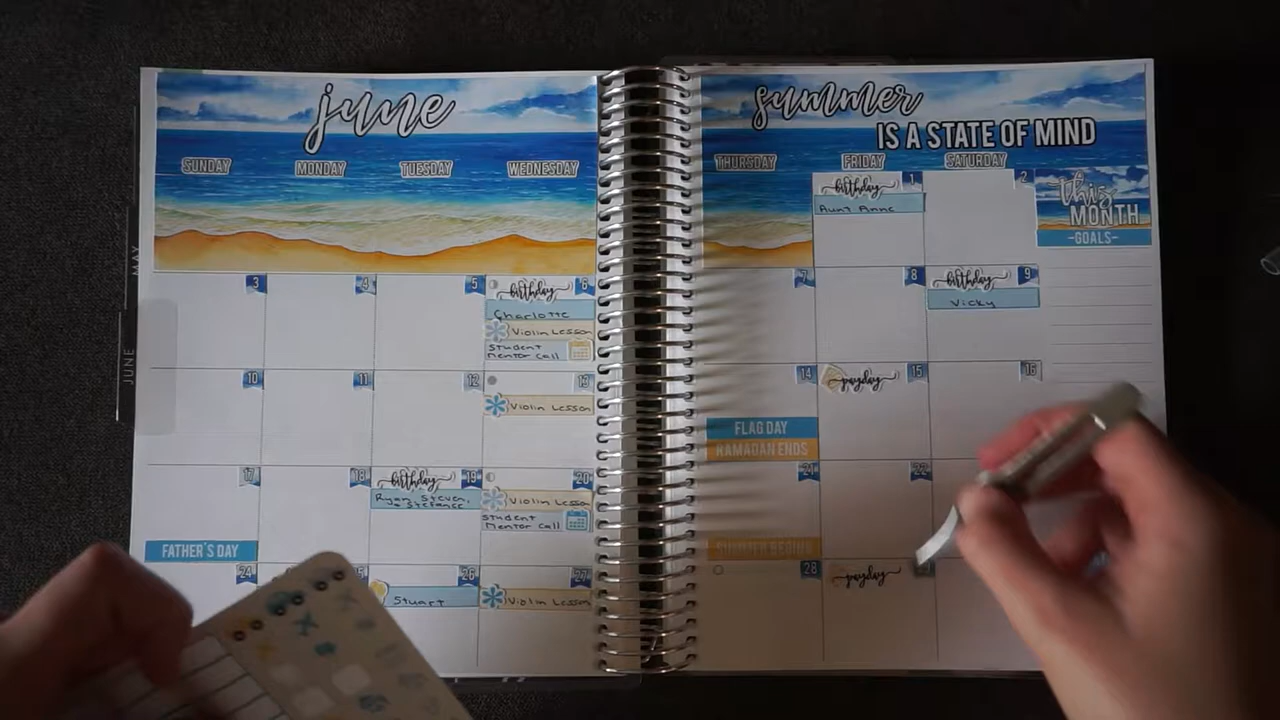 june
summer
IS A STATE OF MIND
SUNDAY MONDAY TUESDAY WEDNESDAY
THURSDAY FRIDAY SATURDAY
this
MONTH
-GOALS-
MAY
JUNE
1 2
birthday
Aunt Anne
3 4 5 6
birthday
Charlotte
Violin Lesson
Student
Mentor Call
7 8 9
birthday
Vicky
10 11 12 13
Violin Lesson
14 15 16
payday
FLAG DAY
RAMADAN ENDS
17 18 19 20
birthday
Ryan, Steven,
Violin Lesson
Student
Mentor Call
FATHER'S DAY
21 22
SUMMER BEGINS
24 26 27
Stuart
Violin Lesson
28
payday